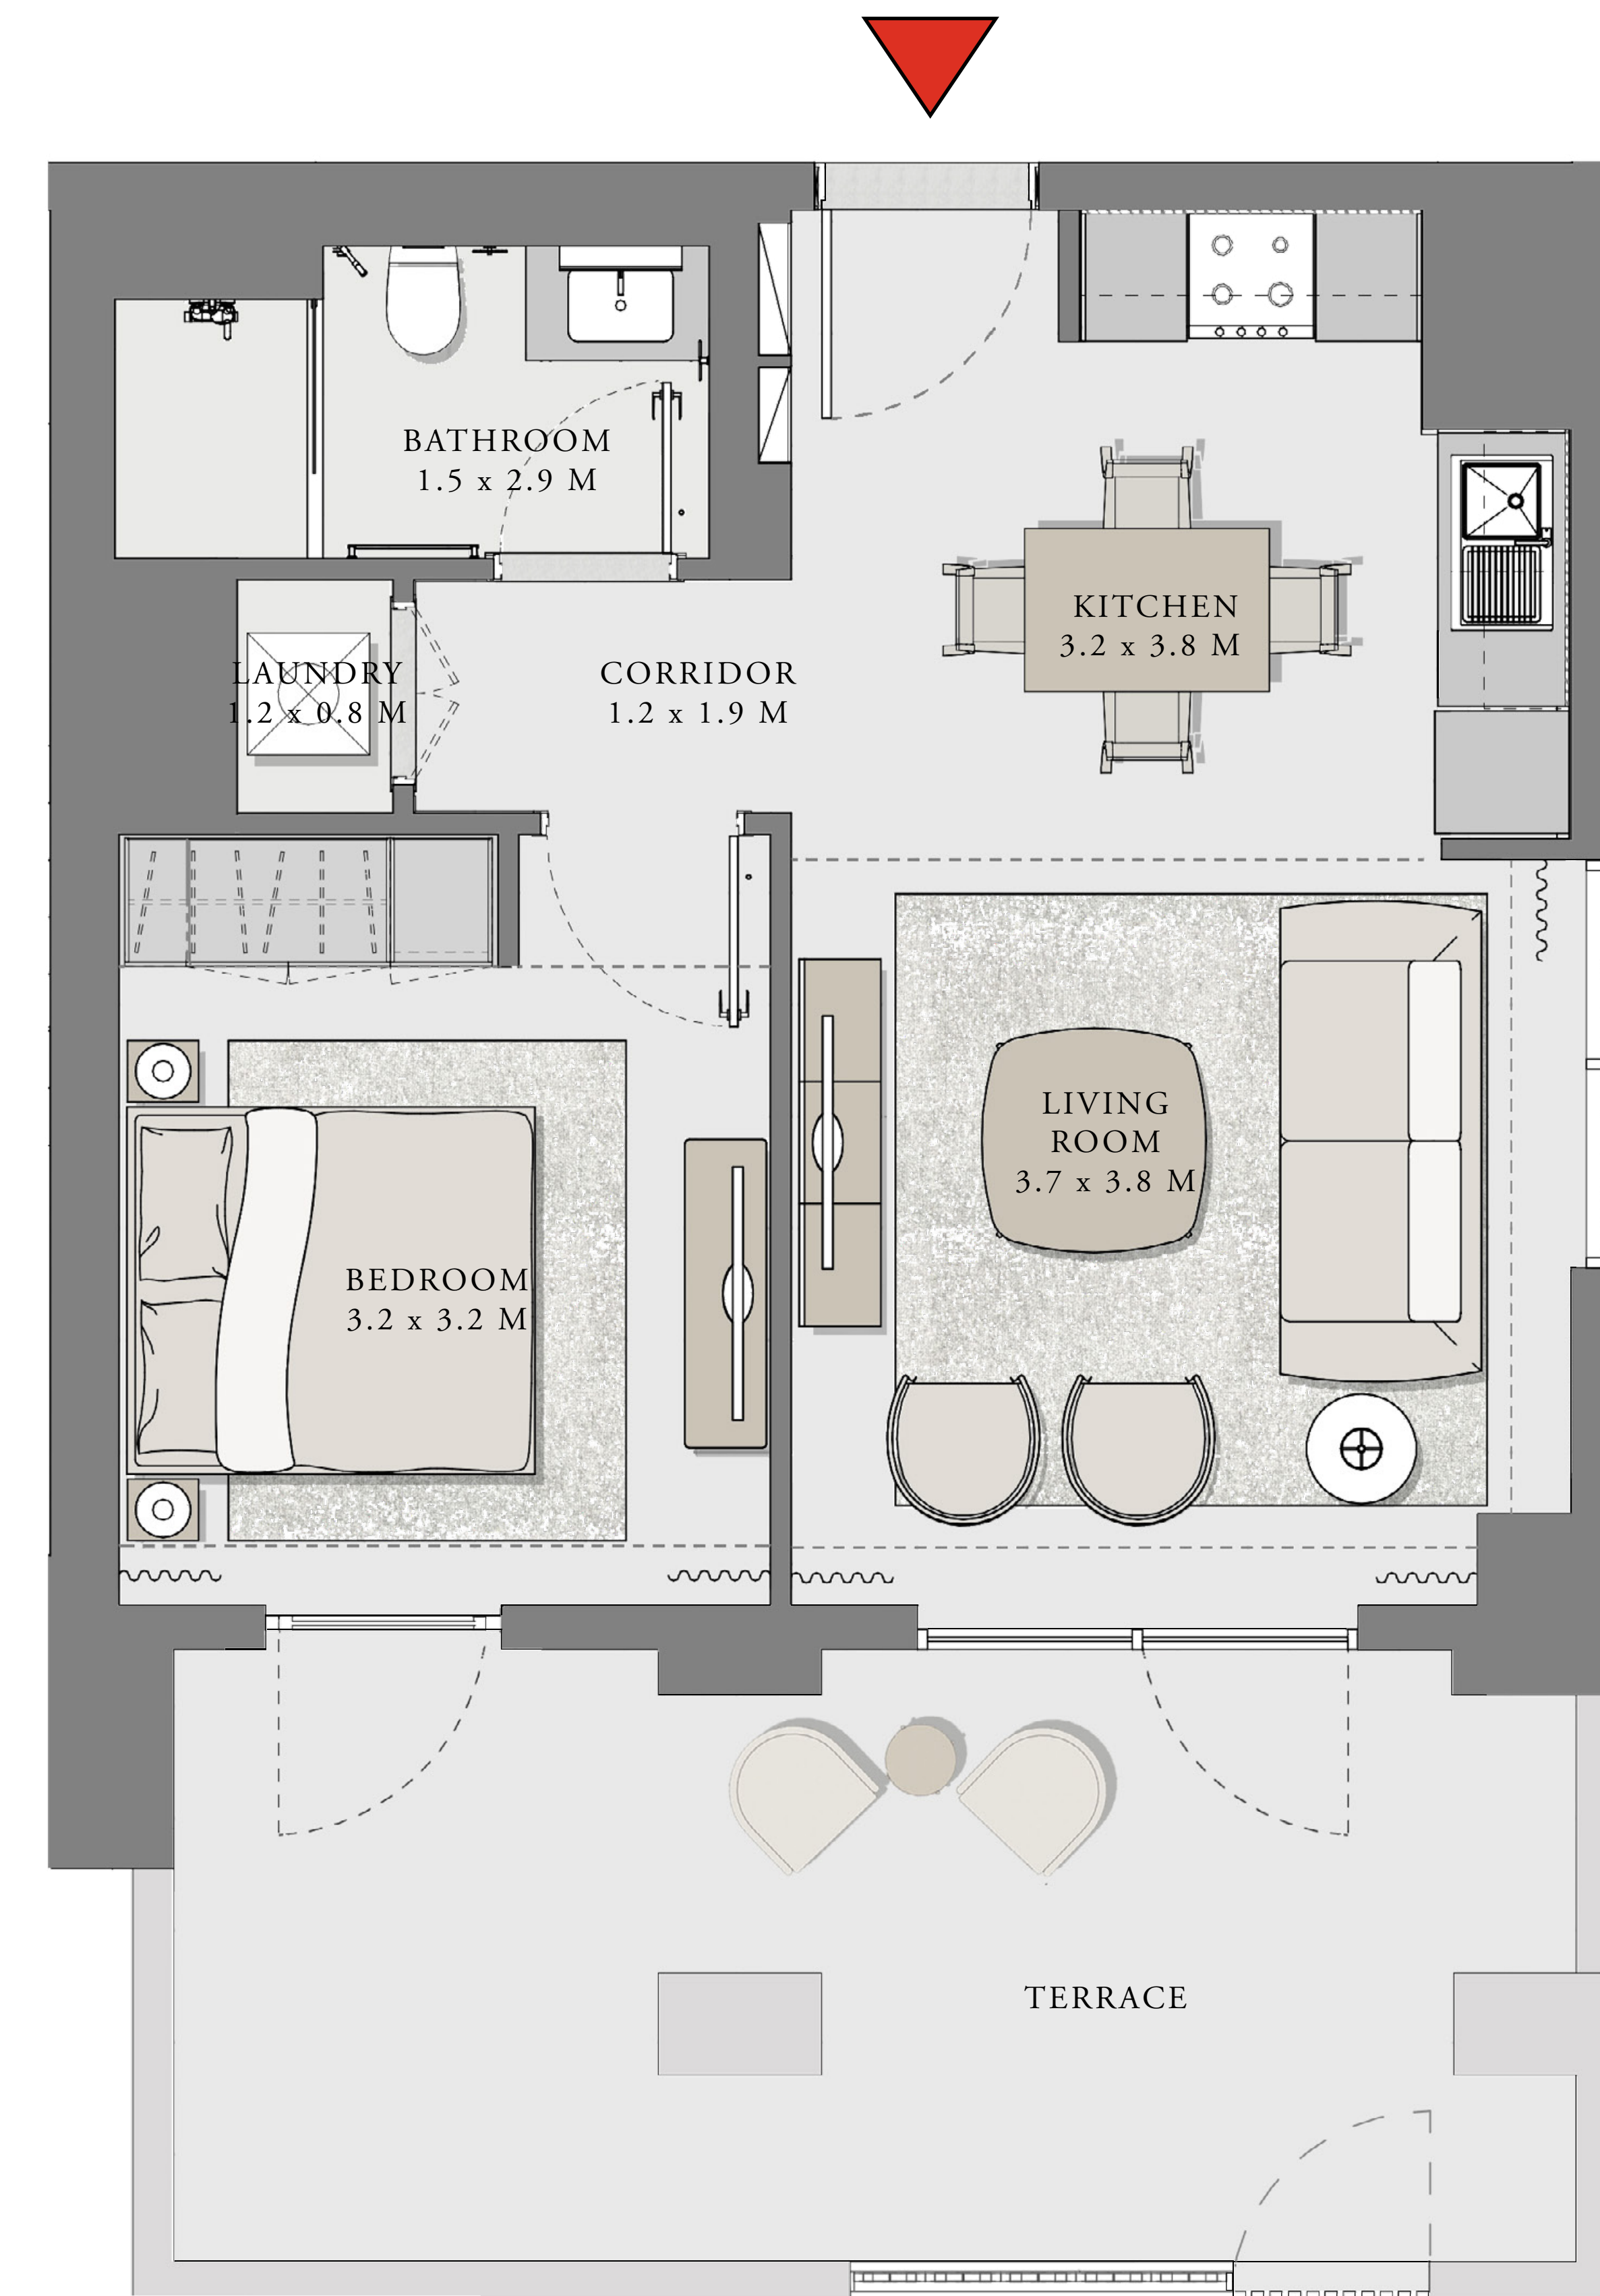 BATHROOM
1.5 x 2.9 M
KITCHEN
3.2 x 3.8 M
LAUNDRY
1.2 x 0.8 M
CORRIDOR
1.2 x 1.9 M
LIVING
ROOM
3.7 x 3.8 M
BEDROOM
3.2 x 3.2 M
TERRACE